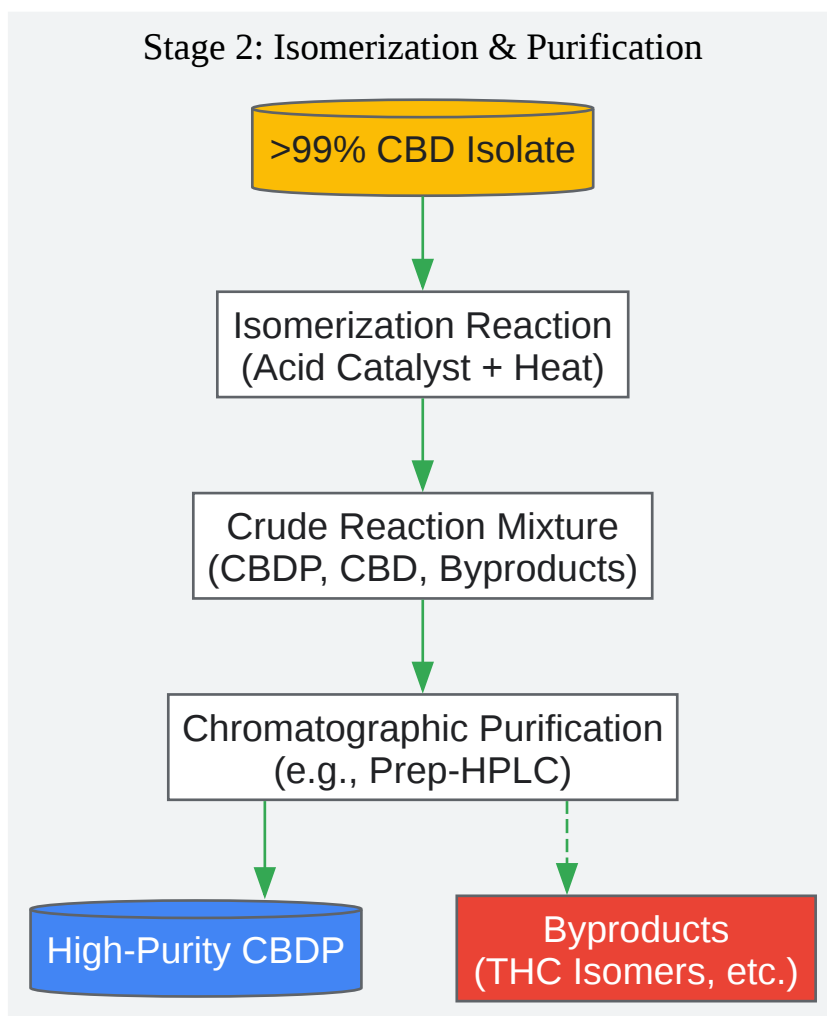 Stage 2: Isomerization & Purification
>99% CBD Isolate
Isomerization Reaction
(Acid Catalyst + Heat)
Crude Reaction Mixture
(CBDP, CBD, Byproducts)
Chromatographic Purification
(e.g., Prep-HPLC)
High-Purity CBDP
Byproducts
(THC Isomers, etc.)